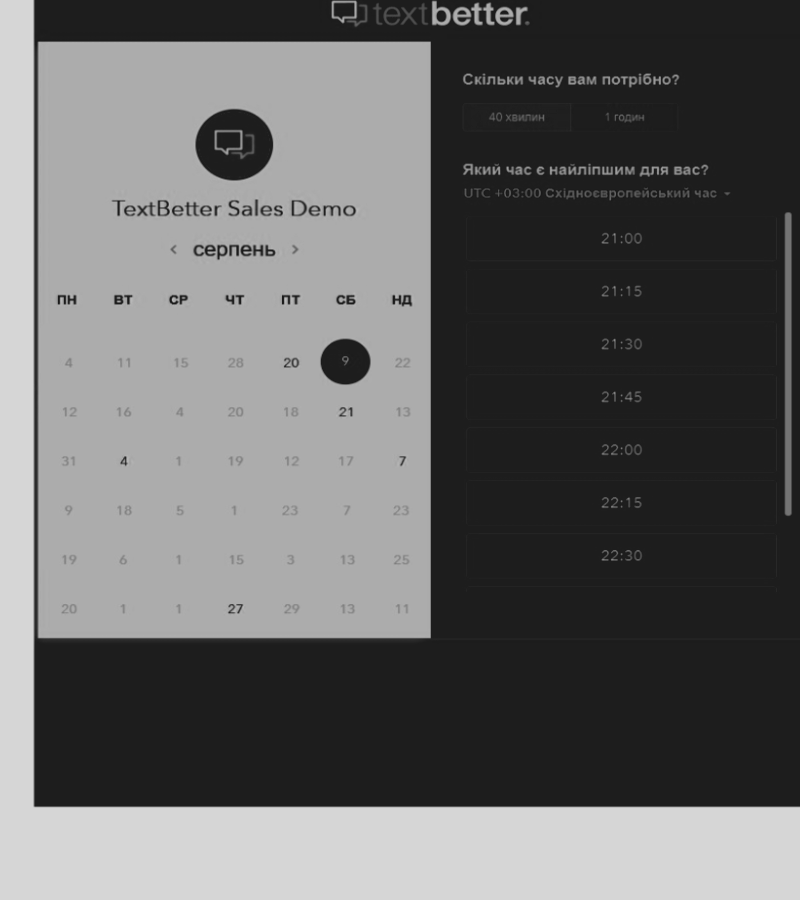 textbetter.
TextBetter Sales Demo
< серпень >
ПН ВТ СР ЧТ ПТ СБ НД
4 11 15 28 20 9 22
12 16 4 20 18 21 13
31 4 1 19 12 17 7
9 18 5 1 23 7 23
19 6 1 15 3 13 25
20 1 1 27 29 13 11
Скільки часу вам потрібно?
40 хвилин 1 годин
Який час є найліпшим для вас?
UTC +03:00 Східноєвропейський час
21:00
21:15
21:30
21:45
22:00
22:15
22:30